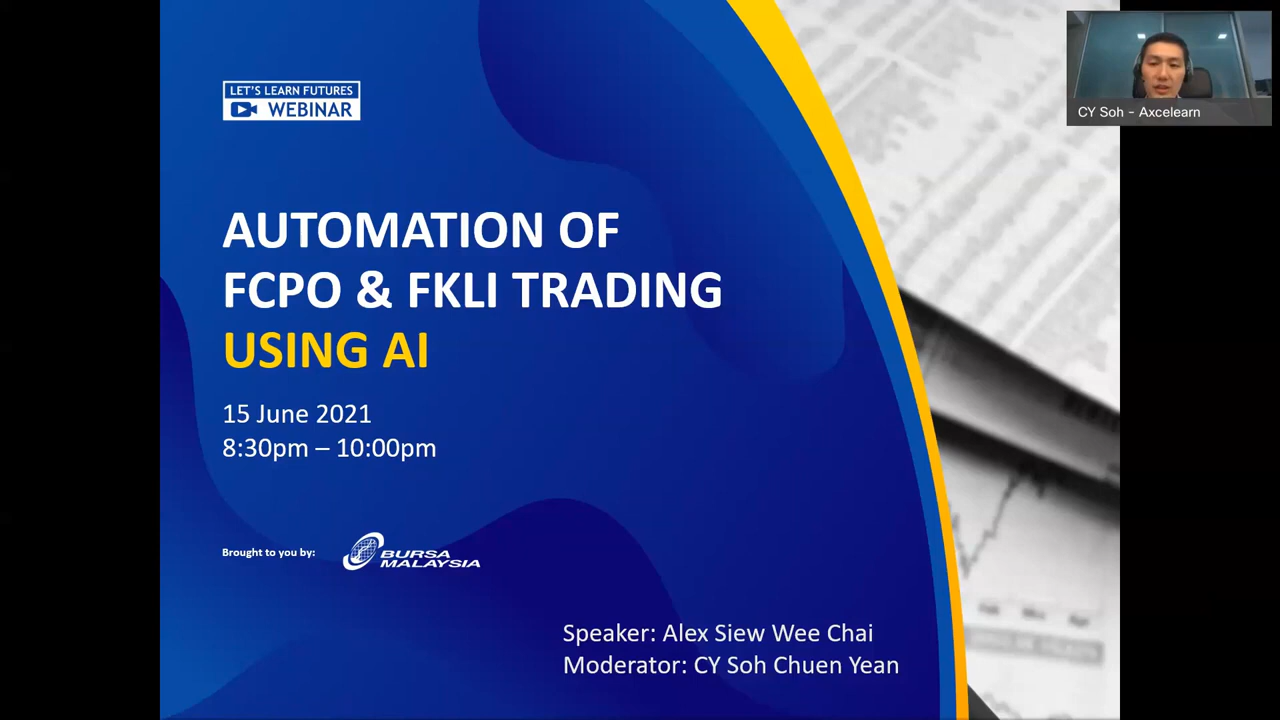 LET'S LEARN FUTURES
WEBINAR
CY Soh - Axcelearn
AUTOMATION OF
FCPO & FKLI TRADING
USING AI
15 June 2021
8:30pm – 10:00pm
Brought to you by:
BURSA
MALAYSIA
Speaker: Alex Siew Wee Chai
Moderator: CY Soh Chuen Yean